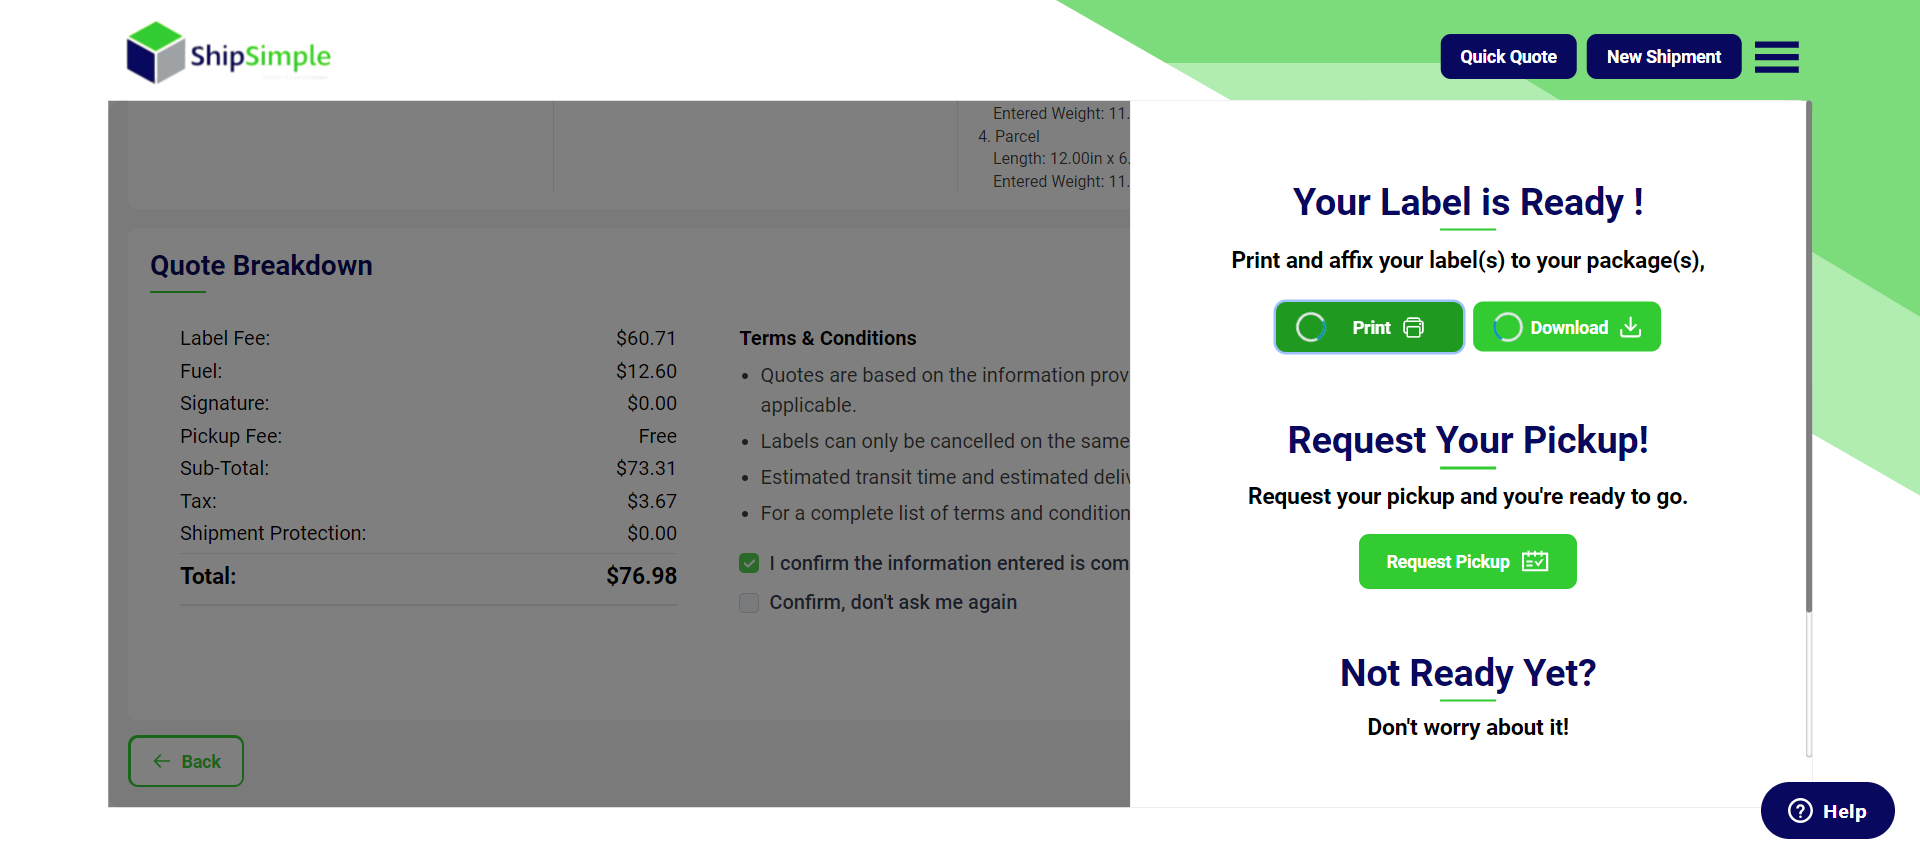 ShipSimple
Quick Quote
New Shipment
Entered Weight: 11.
4. Parcel
Length: 12.00in x 6.
Entered Weight: 11.
Quote Breakdown
Label Fee: $60.71
Fuel: $12.60
Signature: $0.00
Pickup Fee: Free
Sub-Total: $73.31
Tax: $3.67
Shipment Protection: $0.00
Total: $76.98
Terms & Conditions
• Quotes are based on the information prov
applicable.
• Labels can only be cancelled on the same
• Estimated transit time and estimated deliv
• For a complete list of terms and condition
I confirm the information entered is com
Confirm, don't ask me again
Back
Your Label is Ready !
Print and affix your label(s) to your package(s),
Print
Download
Request Your Pickup!
Request your pickup and you're ready to go.
Request Pickup
Not Ready Yet?
Don't worry about it!
Help